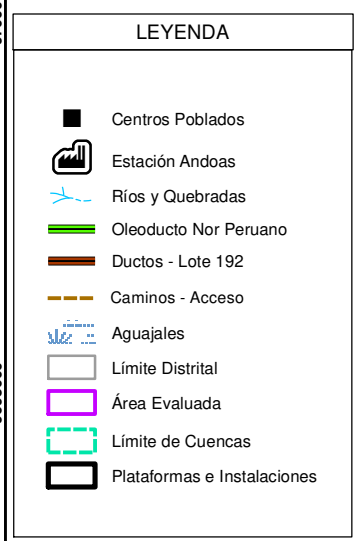 LEYENDA
Centros Poblados
Estación Andoas
Ríos y Quebradas
Oleoducto Nor Peruano
Ductos - Lote 192
Caminos - Acceso
Aguajales
Límite Distrital
Área Evaluada
Límite de Cuencas
Plataformas e Instalaciones